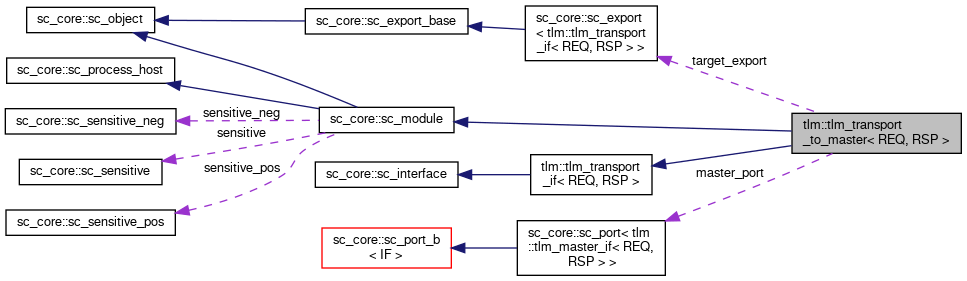 sc_core::sc_object
sc_core::sc_export_base
sc_core::sc_export
< tlm::tlm_transport
_if< REQ, RSP > >
target_export
sc_core::sc_process_host
sc_core::sc_sensitive_neg
sensitive_neg
sc_core::sc_module
sensitive
tlm::tlm_transport
_to_master< REQ, RSP >
sc_core::sc_sensitive
sensitive_pos
sc_core::sc_interface
tlm::tlm_transport
_if< REQ, RSP >
master_port
sc_core::sc_sensitive_pos
sc_core::sc_port_b
< IF >
sc_core::sc_port< tlm
::tlm_master_if< REQ,
RSP > >